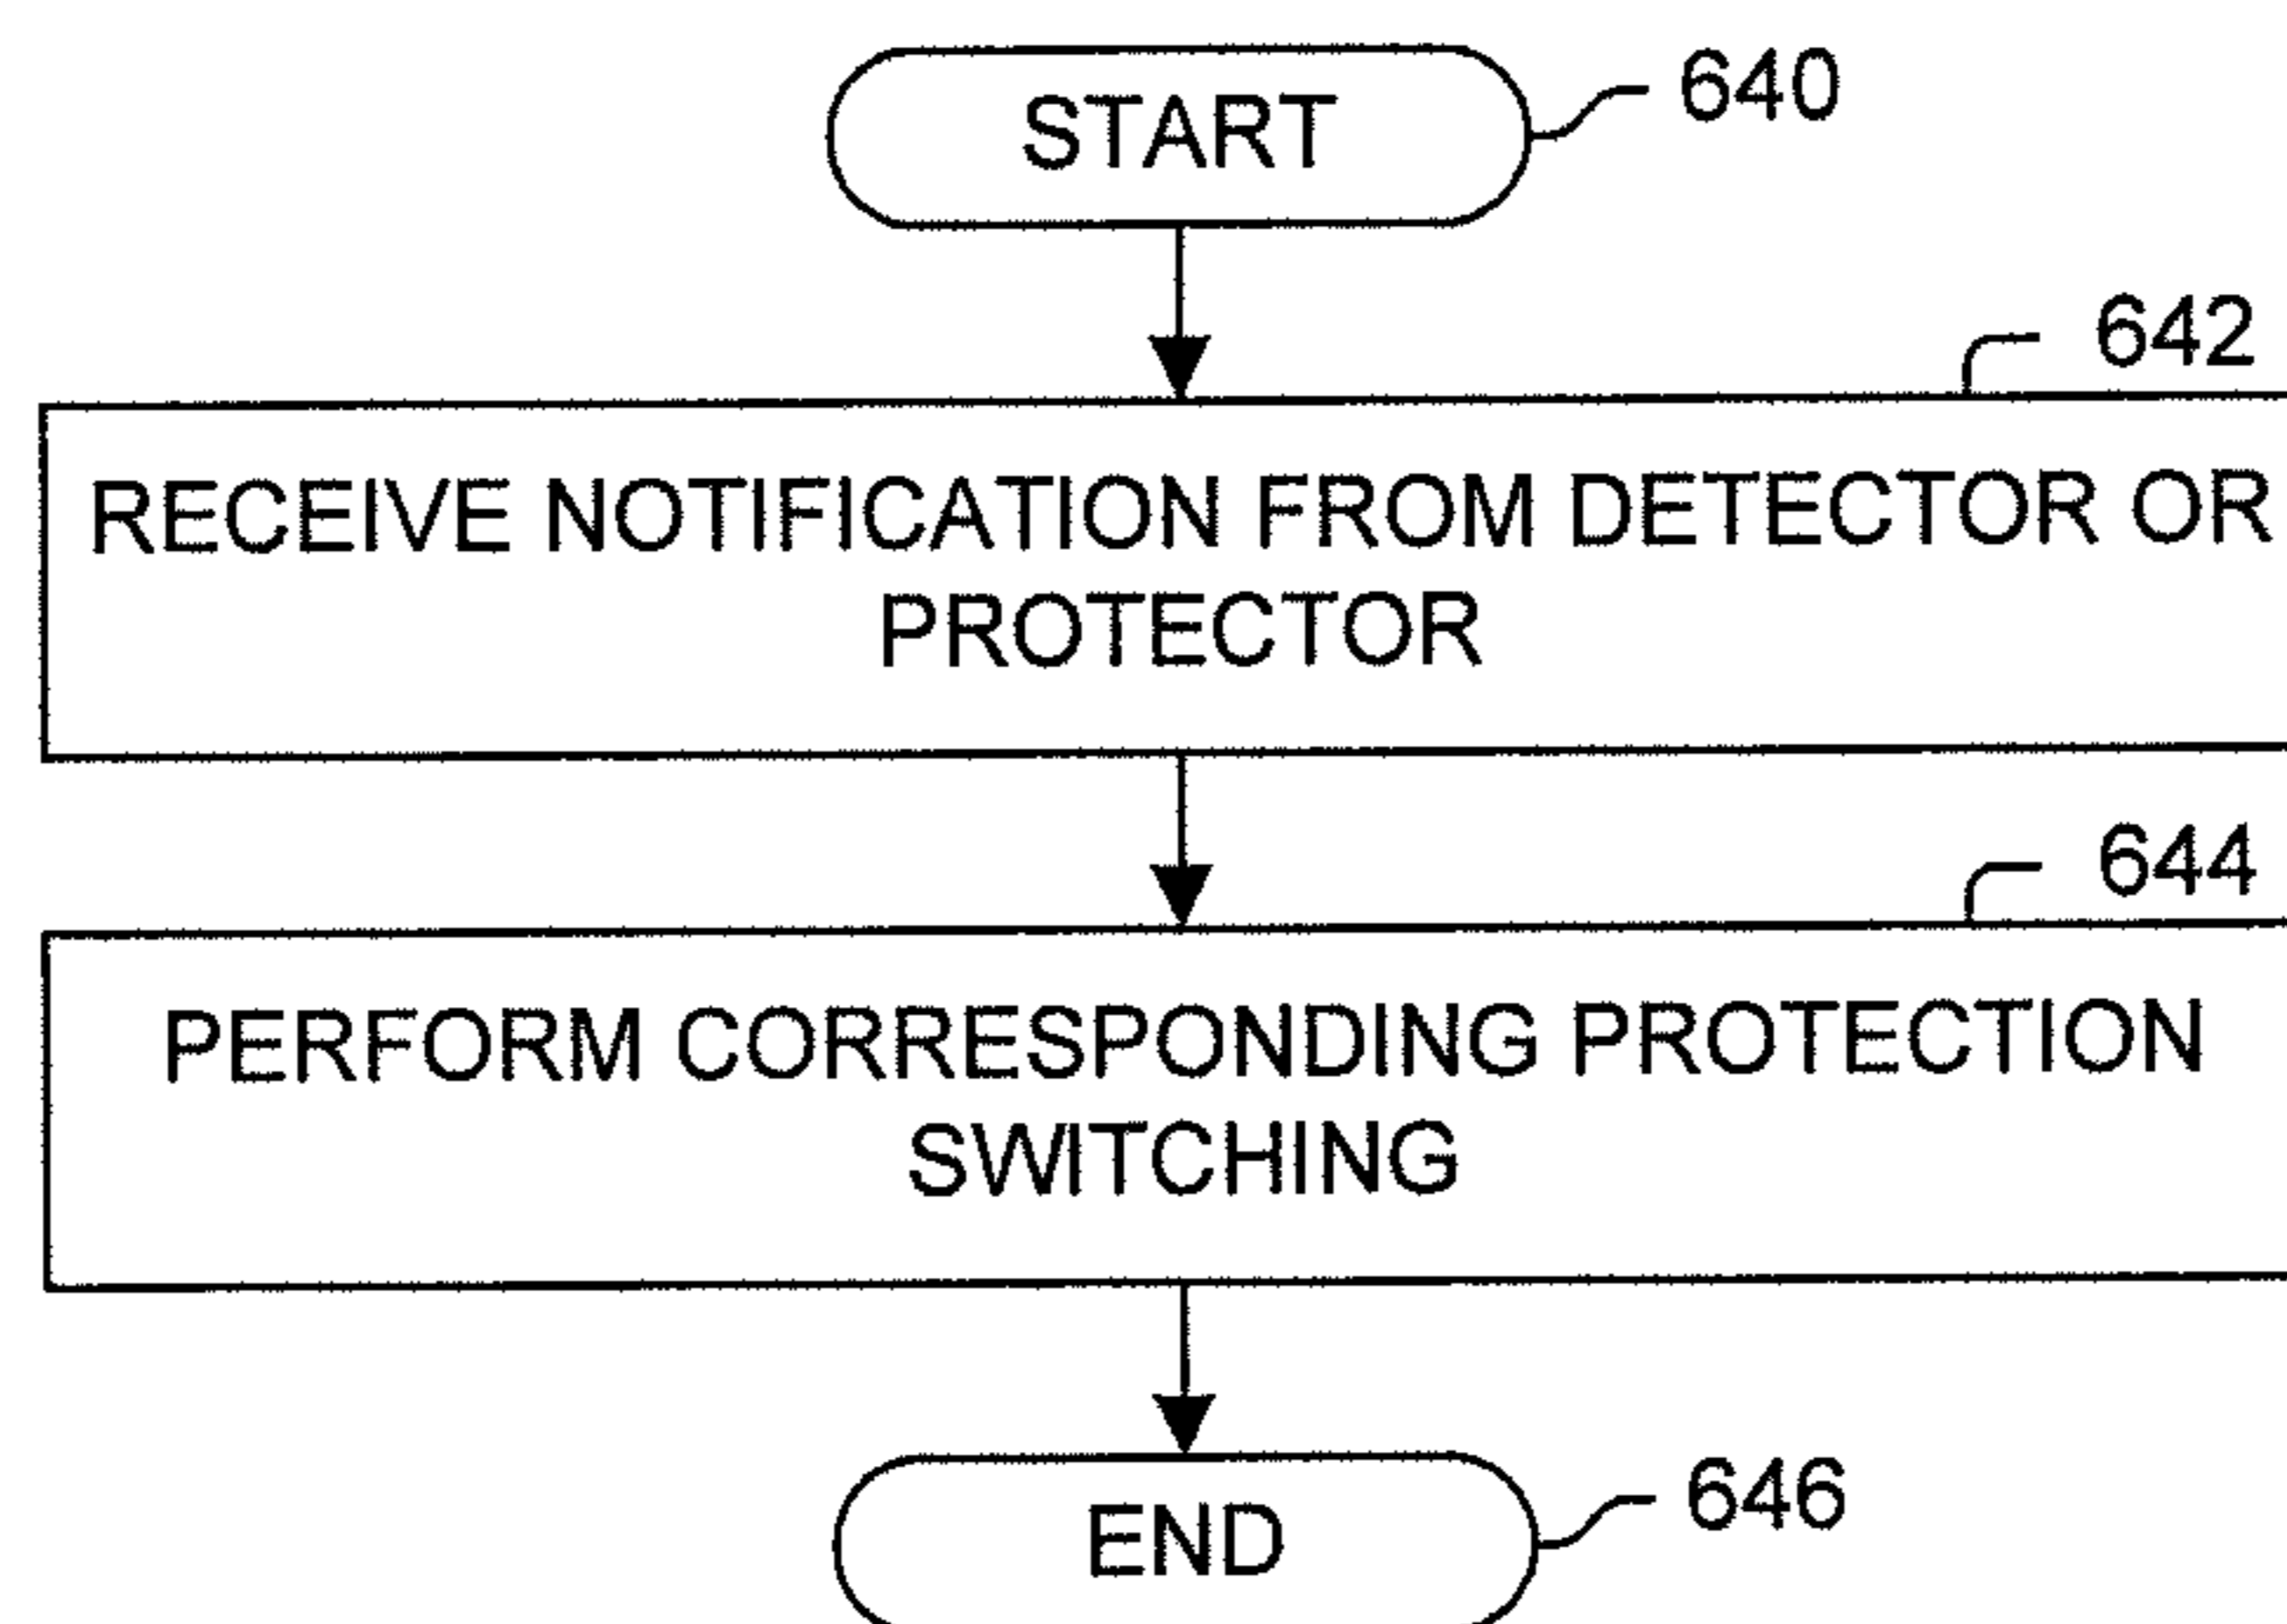 START
640
642
RECEIVE NOTIFICATION FROM DETECTOR OR
PROTECTOR
644
PERFORM CORRESPONDING PROTECTION
SWITCHING
END
646